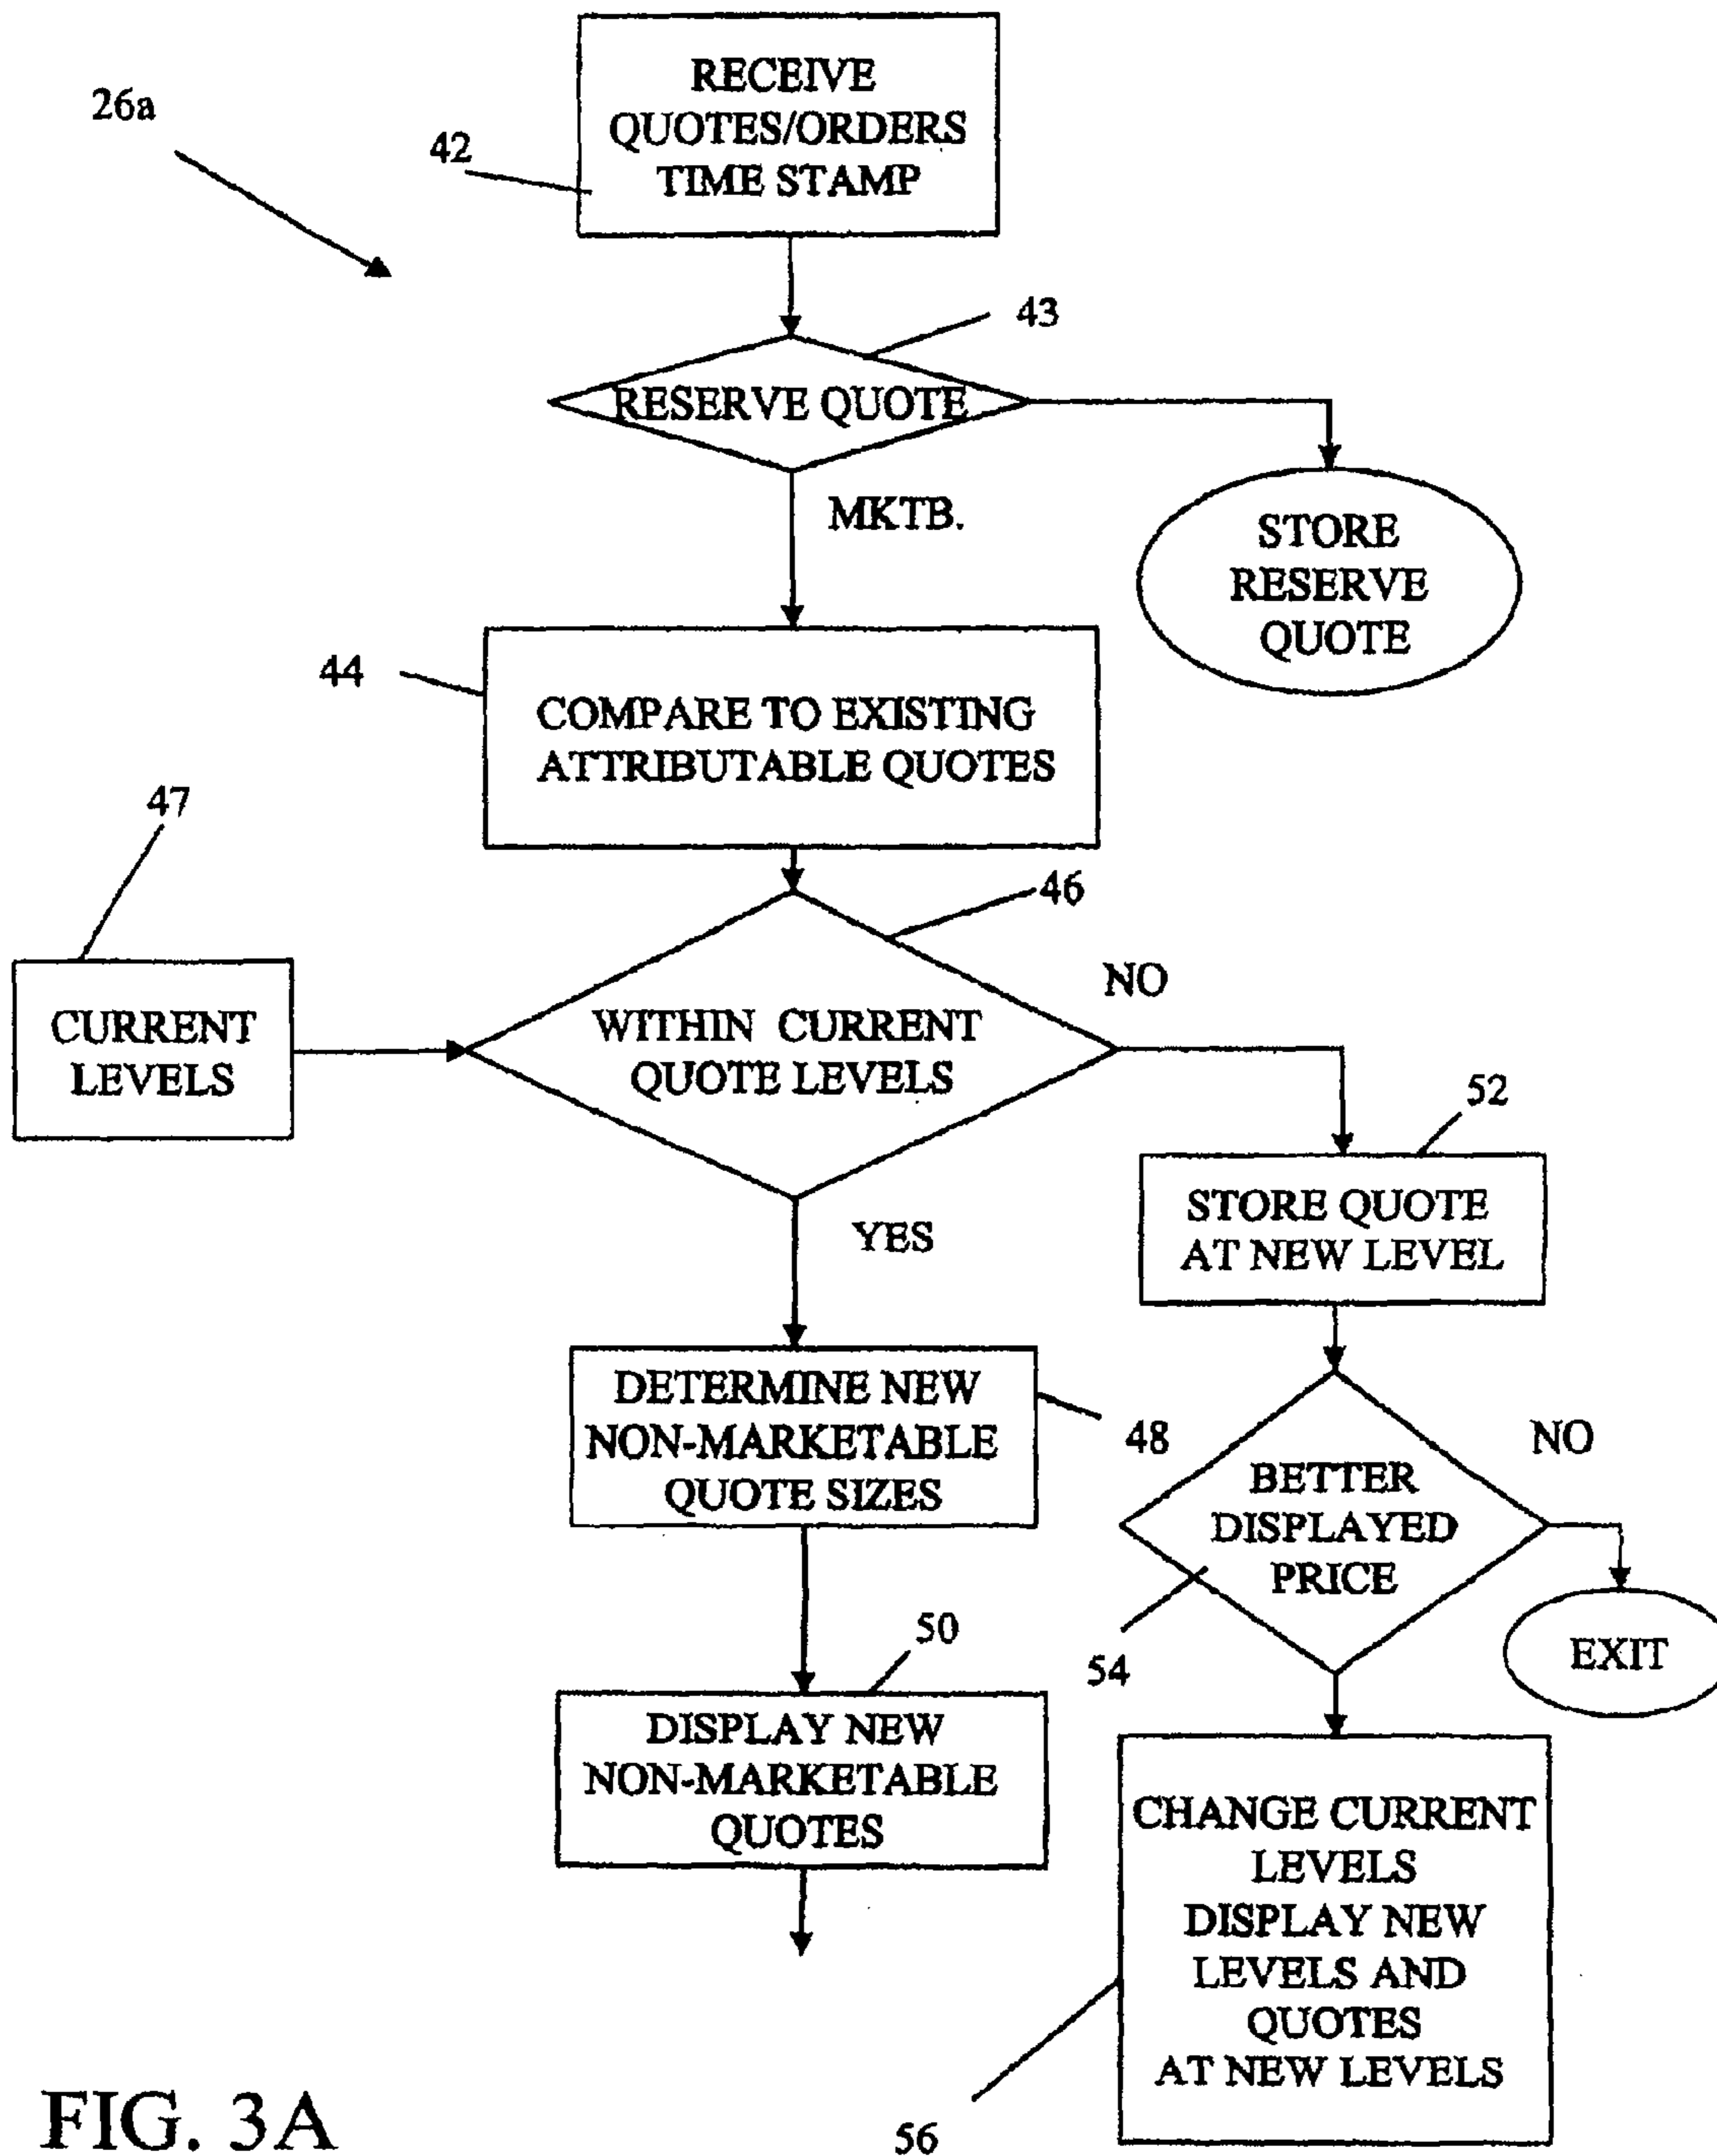 26a
RECEIVE
QUOTES/ORDERS
TIME STAMP
42
43
RESERVE QUOTE
MKTB.
STORE
RESERVE
QUOTE
44
COMPARE TO EXISTING
ATTRIBUTABLE QUOTES
47
46
CURRENT
LEVELS
WITHIN CURRENT
QUOTE LEVELS
NO
YES
52
STORE QUOTE
AT NEW LEVEL
DETERMINE NEW
NON-MARKETABLE
QUOTE SIZES
48
BETTER
DISPLAYED
PRICE
NO
54
EXIT
50
DISPLAY NEW
NON-MARKETABLE
QUOTES
CHANGE CURRENT
LEVELS
DISPLAY NEW
LEVELS AND
QUOTES
AT NEW LEVELS
56
FIG. 3A